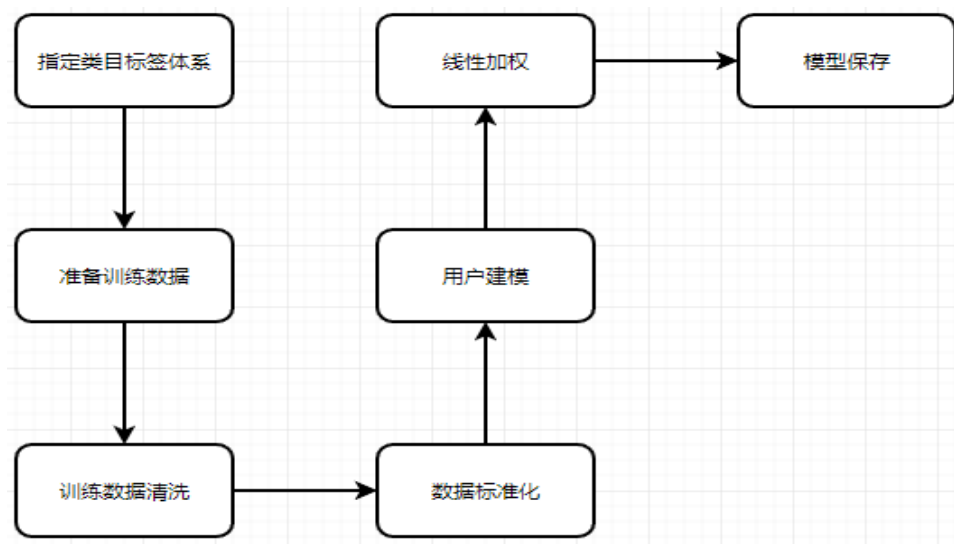 指定类目标签体系
准备训练数据
训练数据清洗
数据标准化
用户建模
线性加权
模型保存